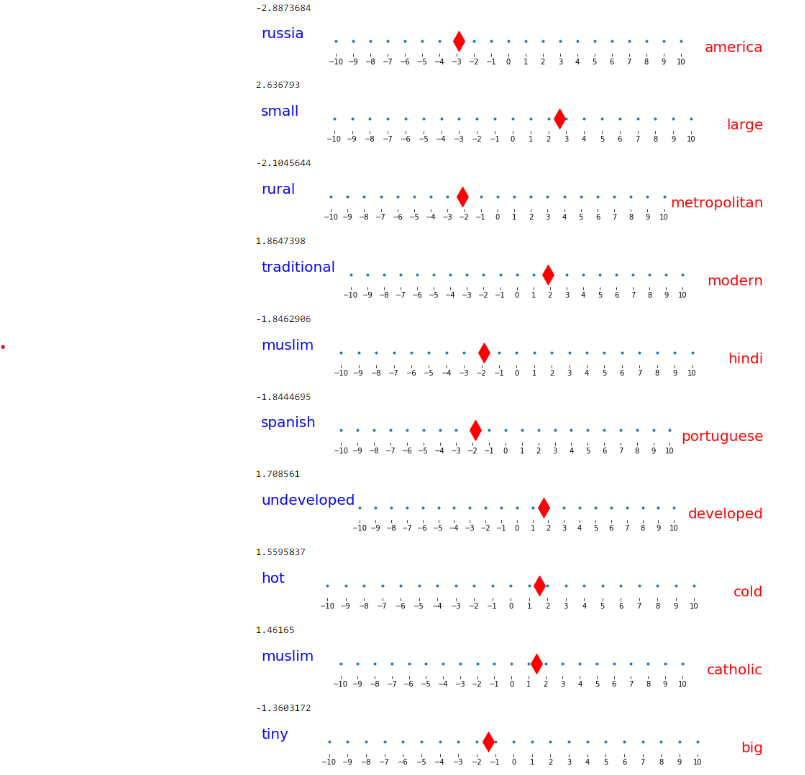 -2.8873684
russia
america
−10 −9 −8 −7 −6 −5 −4 −3 −2 −1 0 1 2 3 4 5 6 7 8 9 10
2.636793
small
large
−10 −9 −8 −7 −6 −5 −4 −3 −2 −1 0 1 2 3 4 5 6 7 8 9 10
-2.1045644
rural
metropolitan
−10 −9 −8 −7 −6 −5 −4 −3 −2 −1 0 1 2 3 4 5 6 7 8 9 10
1.8647398
traditional
modern
−10 −9 −8 −7 −6 −5 −4 −3 −2 −1 0 1 2 3 4 5 6 7 8 9 10
-1.8462906
muslim
hindi
−10 −9 −8 −7 −6 −5 −4 −3 −2 −1 0 1 2 3 4 5 6 7 8 9 10
-1.8444695
spanish
portuguese
−10 −9 −8 −7 −6 −5 −4 −3 −2 −1 0 1 2 3 4 5 6 7 8 9 10
1.708561
undeveloped
developed
−10 −9 −8 −7 −6 −5 −4 −3 −2 −1 0 1 2 3 4 5 6 7 8 9 10
1.5595837
hot
cold
−10 −9 −8 −7 −6 −5 −4 −3 −2 −1 0 1 2 3 4 5 6 7 8 9 10
1.46165
muslim
catholic
−10 −9 −8 −7 −6 −5 −4 −3 −2 −1 0 1 2 3 4 5 6 7 8 9 10
-1.3603172
tiny
big
−10 −9 −8 −7 −6 −5 −4 −3 −2 −1 0 1 2 3 4 5 6 7 8 9 10